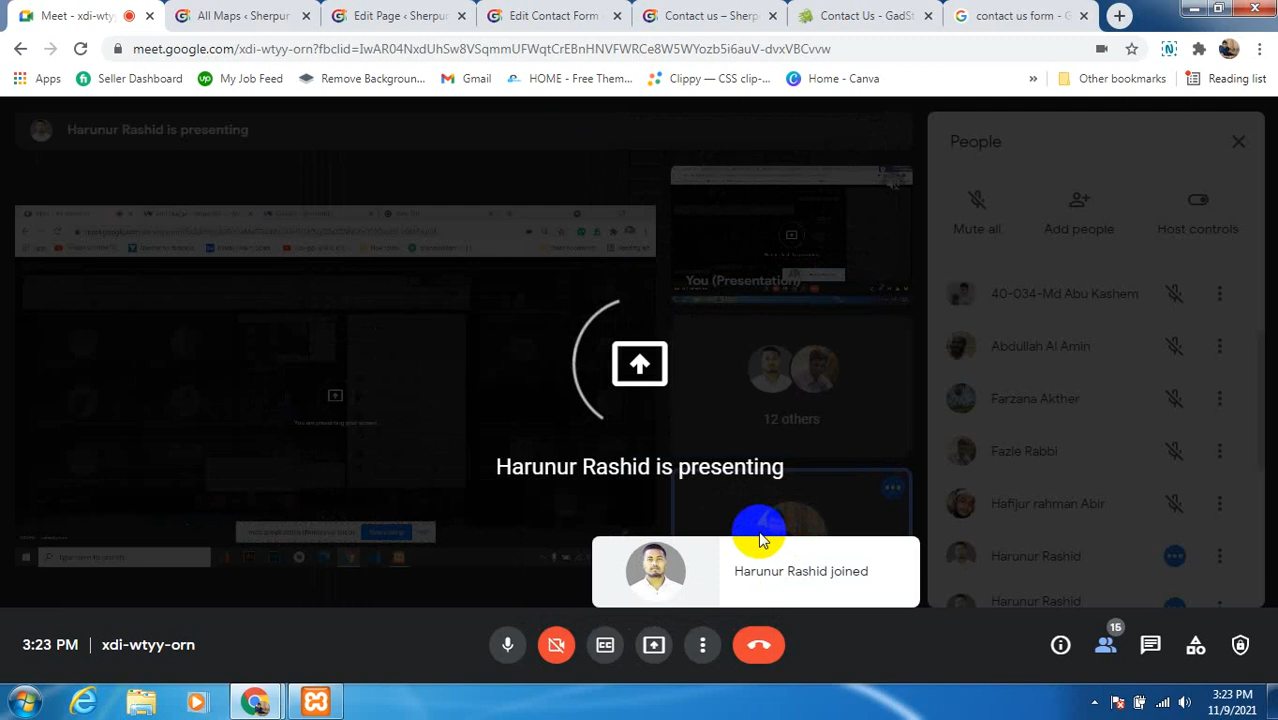 Meet - xdi-wty
All Maps ‹ Sherpur
Edit Page ‹ Sherpu
Edit Contact Form
Contact us – Sherp
Contact Us - GadSt
contact us form - G
meet.google.com/xdi-wtyy-orn?fbclid=IwAR04NxdUhSw8YSqmmUFWqtCrEBnHNVFWRCe8W5WYozb5i6auV-dvxVBCvvw
Apps
Seller Dashboard
My Job Feed
Remove Backgroun...
Gmail
HOME - Free Them...
Clippy — CSS clip-...
Home - Canva
»
Other bookmarks
Reading list
Harunur Rashid is presenting
People
Mute all
Add people
Host controls
You (Presentation)
40-034-Md Abu Kashem
Abdullah Al Amin
Farzana Akther
12 others
Fazle Rabbi
Harunur Rashid is presenting
Hafijur rahman Abir
Harunur Rashid
Harunur Rashid joined
Harunur Rashid
3:23 PM | xdi-wtyy-orn
CC
15
3:23 PM
11/9/2021